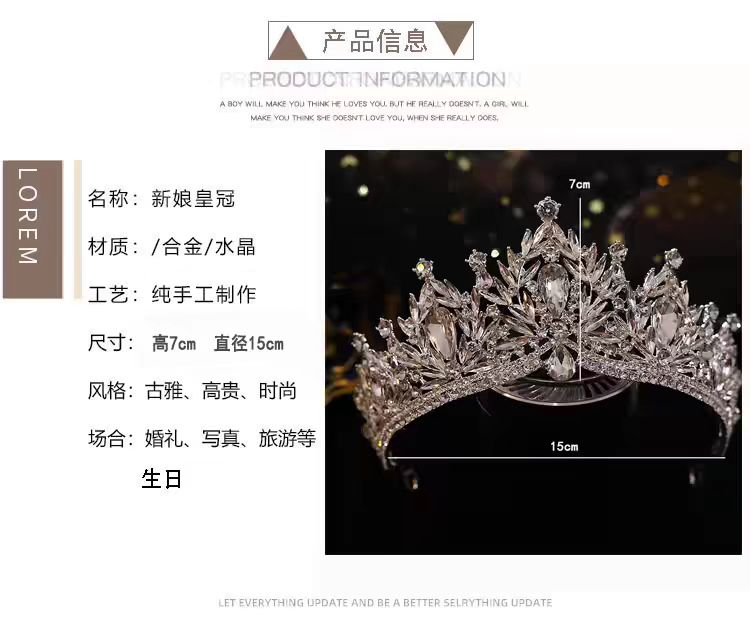 产品信息
PRODUCT INFORMATION
A BOY WILL MAKE YOU THINK HE LOVES YOU, BUT HE REALLY DOESN'T. A GIRL WILL
MAKE YOU THINK SHE DOESN'T LOVE YOU, WHEN SHE REALLY DOES.
LOREM
名称：新娘皇冠
材质：/合金/水晶
工艺：纯手工制作
尺寸：高7cm 直径15cm
风格：古雅、高贵、时尚
场合：婚礼、写真、旅游等
生日
7cm
15cm
LET EVERYTHING UPDATE AND BE A BETTER SELRYTHING UPDATE